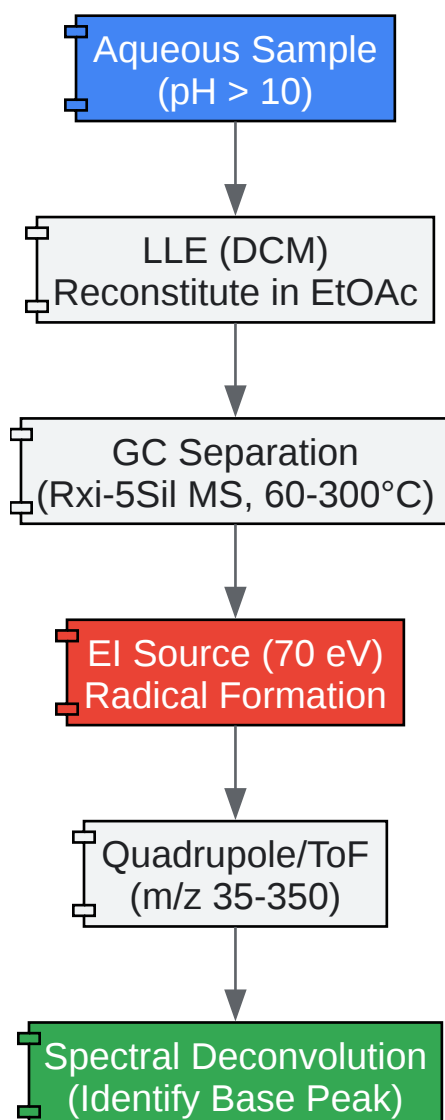 Aqueous Sample
(pH > 10)
LLE (DCM)
Reconstitute in EtOAc
GC Separation
(Rxi-5Sil MS, 60-300°C)
EI Source (70 eV)
Radical Formation
Quadrupole/ToF
(m/z 35-350)
Spectral Deconvolution
(Identify Base Peak)